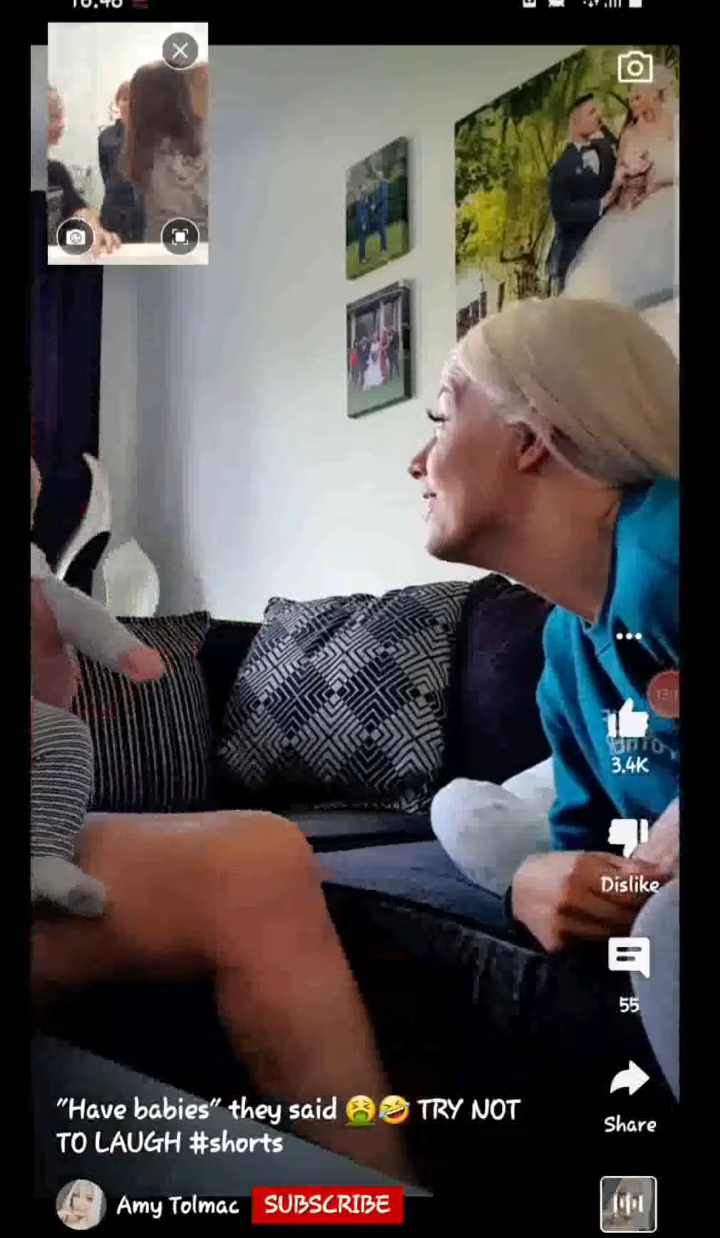 3.4K
Dislike
55
Share
"Have babies" they said 🤮🤣 TRY NOT
TO LAUGH #shorts
Amy Tolmac SUBSCRIBE